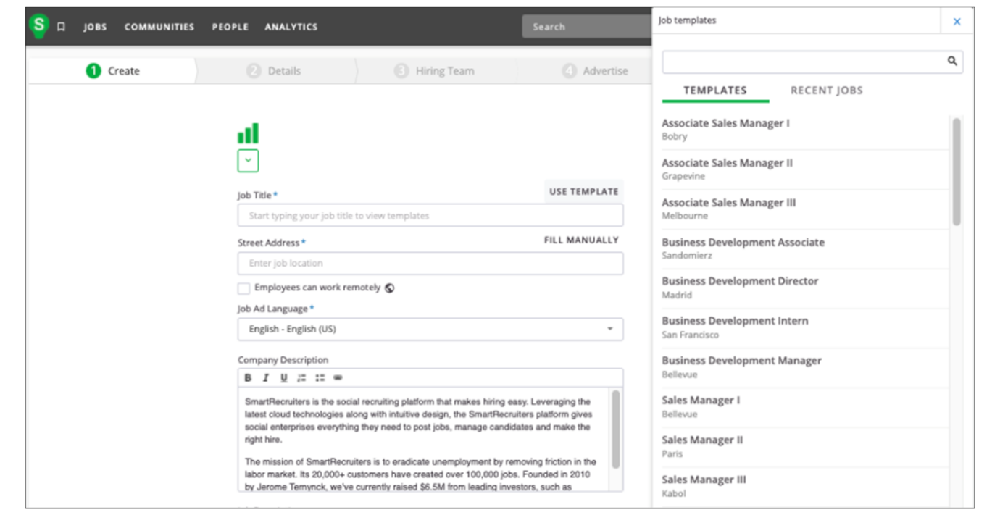 S JOBS COMMUNITIES PEOPLE ANALYTICS Search
1 Create 2 Details 3 Hiring Team 4 Advertise
Job Title *
USE TEMPLATE
Start typing your job title to view templates
Street Address *
FILL MANUALLY
Enter job location
Employees can work remotely
Job Ad Language *
English - English (US)
Company Description
B I U
SmartRecruiters is the social recruiting platform that makes hiring easy. Leveraging the
latest cloud technologies along with intuitive design, the SmartRecruiters platform gives
social enterprises everything they need to post jobs, manage candidates and make the
right hire.
The mission of SmartRecruiters is to eradicate unemployment by removing friction in the
labor market. Its 20,000+ customers have created over 100,000 jobs. Founded in 2010
by Jerome Ternynck, we've currently raised $6.5M from leading investors, such as
Job templates
TEMPLATES RECENT JOBS
Associate Sales Manager I
Bobry
Associate Sales Manager II
Grapevine
Associate Sales Manager III
Melbourne
Business Development Associate
Sandomierz
Business Development Director
Madrid
Business Development Intern
San Francisco
Business Development Manager
Bellevue
Sales Manager I
Bellevue
Sales Manager II
Paris
Sales Manager III
Kabol